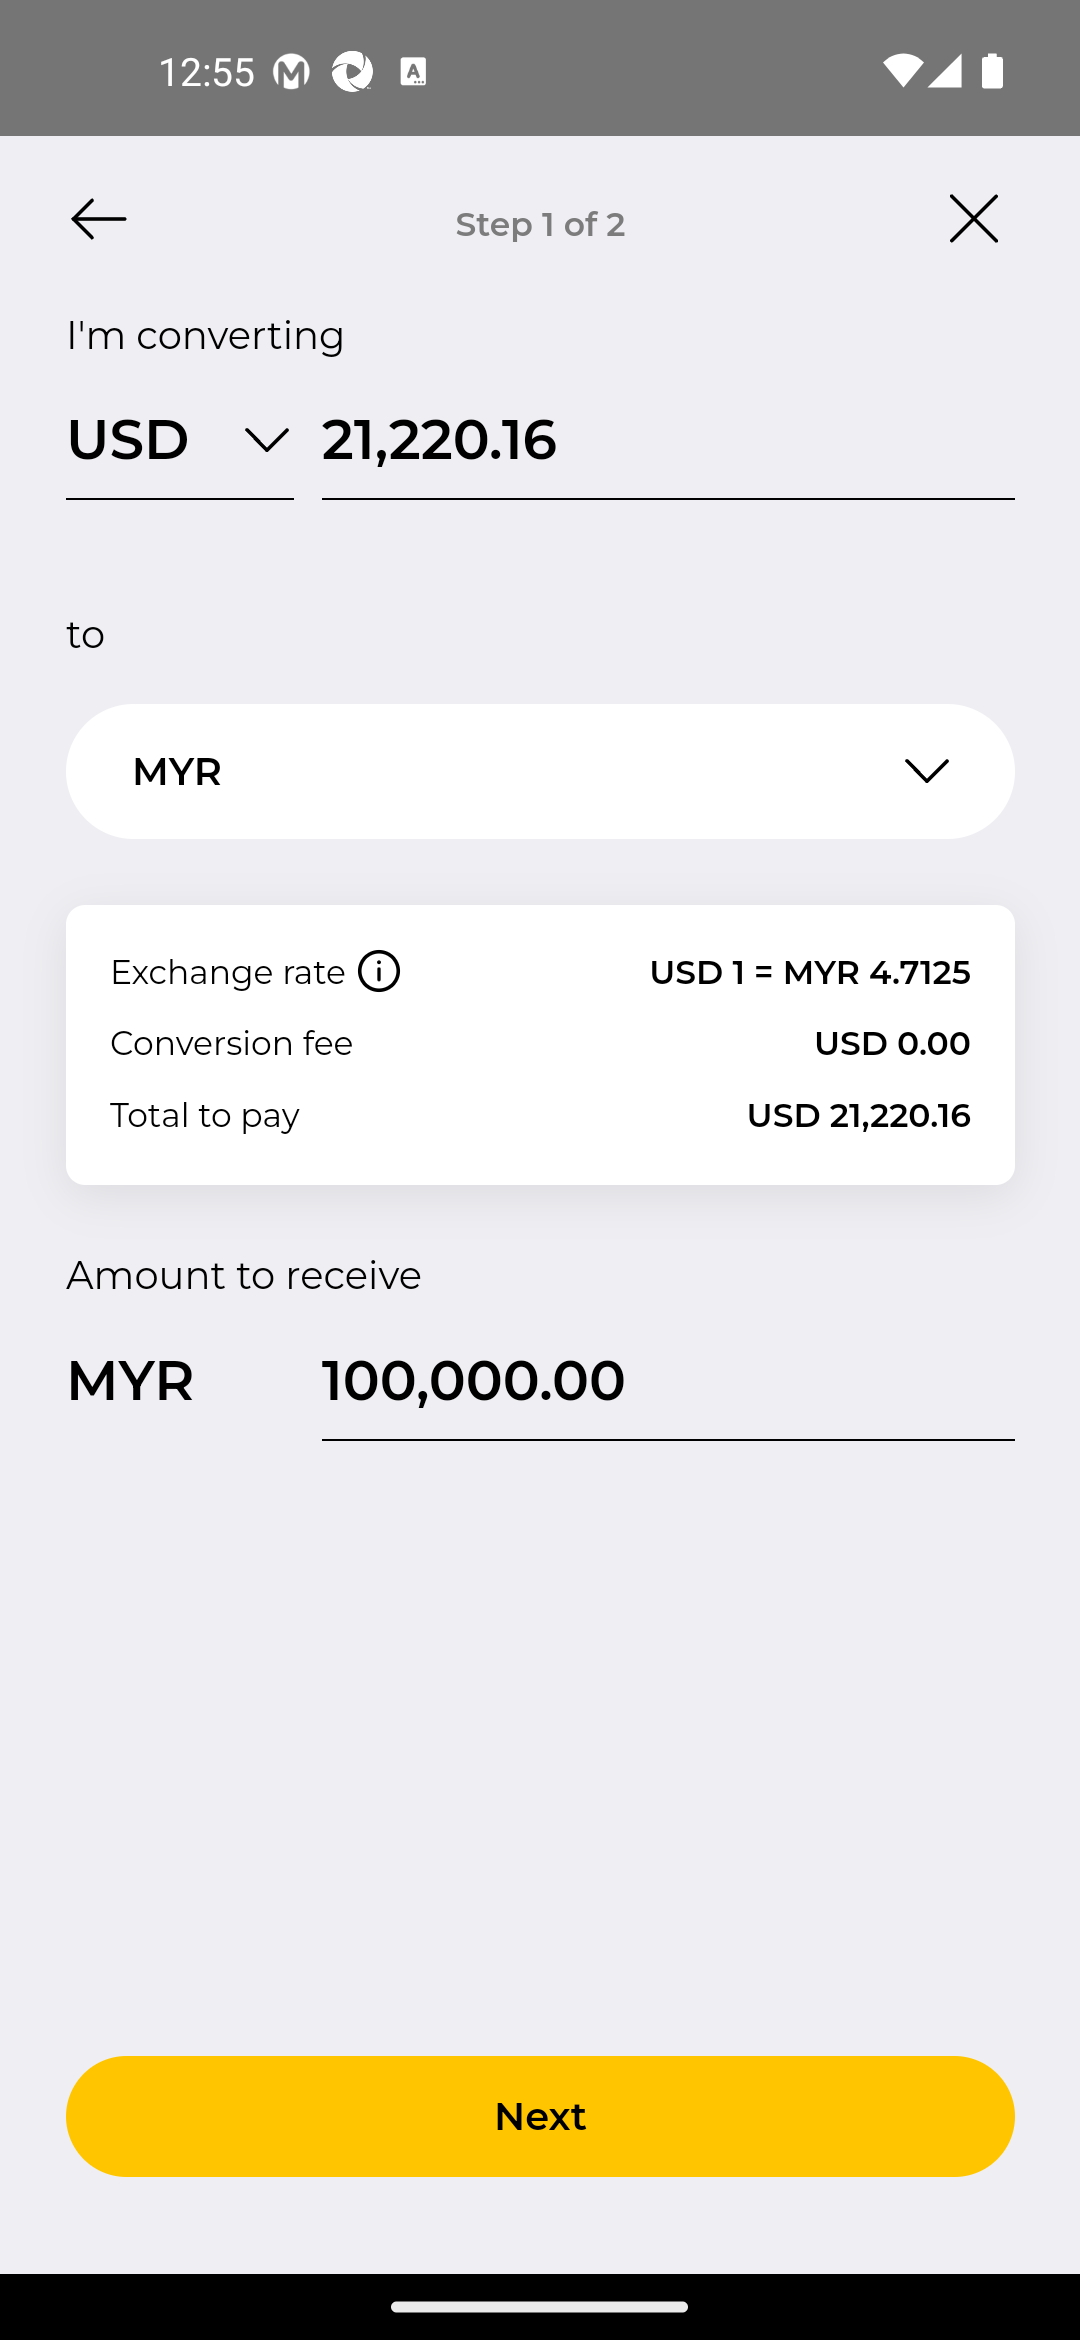 12:55
Step 1 of 2
I'm converting
USD 21,220.16
to
MYR
Exchange rate USD 1 = MYR 4.7125
Conversion fee USD 0.00
Total to pay USD 21,220.16
Amount to receive
MYR 100,000.00
Next